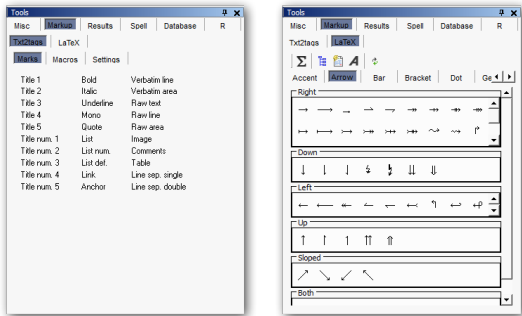 Tools
Misc Markup Results Spell Database R
Txt2tags LaTeX
Marks Macros Settings
Title 1 Bold Verbatim line
Title 2 Italic Verbatim area
Title 3 Underline Raw text
Title 4 Mono Raw line
Title 5 Quote Raw area
Title num. 1 List Image
Title num. 2 List num. Comments
Title num. 3 List def. Table
Title num. 4 Link Line sep. single
Title num. 5 Anchor Line sep. double
Tools
Misc Markup Results Spell Database R
Txt2tags LaTeX
Accent Arrow Bar Bracket Dot Ge
Right
Down
Left
Up
Sloped
Both